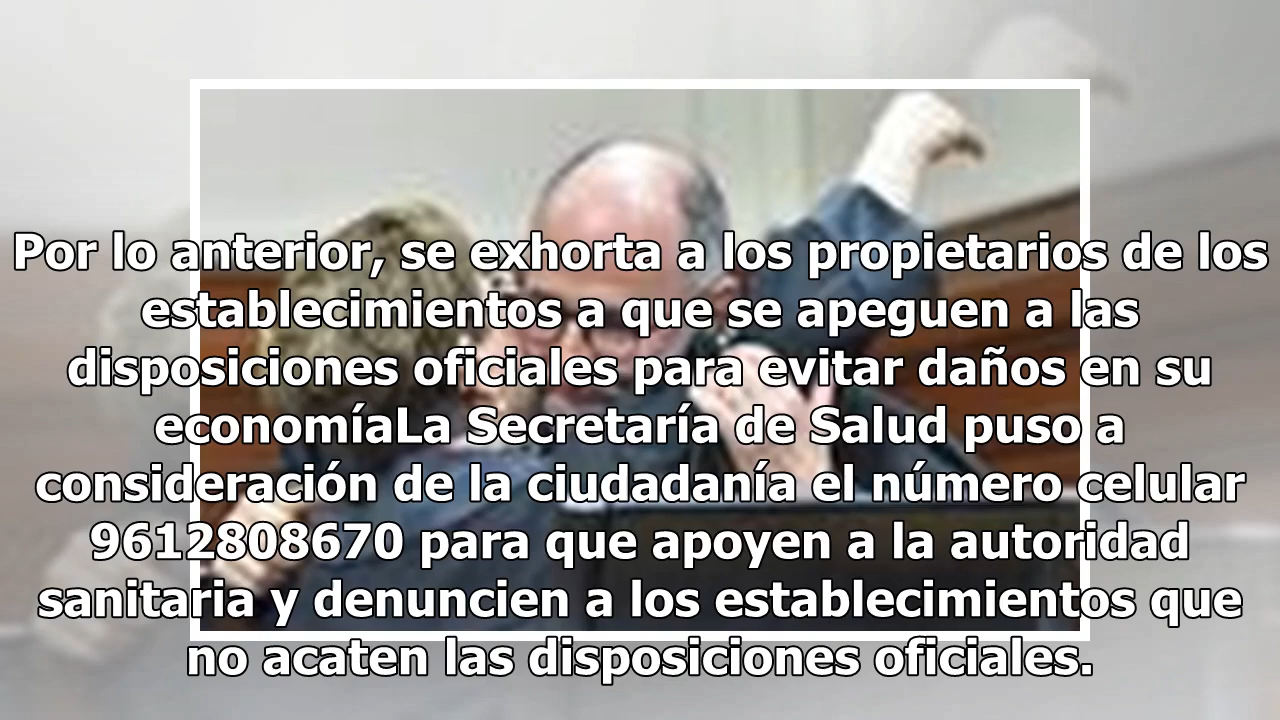 Por lo anterior, se exhorta a los propietarios de los
establecimientos a que se apeguen a las
disposiciones oficiales para evitar daños en su
economíaLa Secretaría de Salud puso a
consideración de la ciudadanía el número celular
9612808670 para que apoyen a la autoridad
sanitaria y denuncien a los establecimientos que
no acaten las disposiciones oficiales.